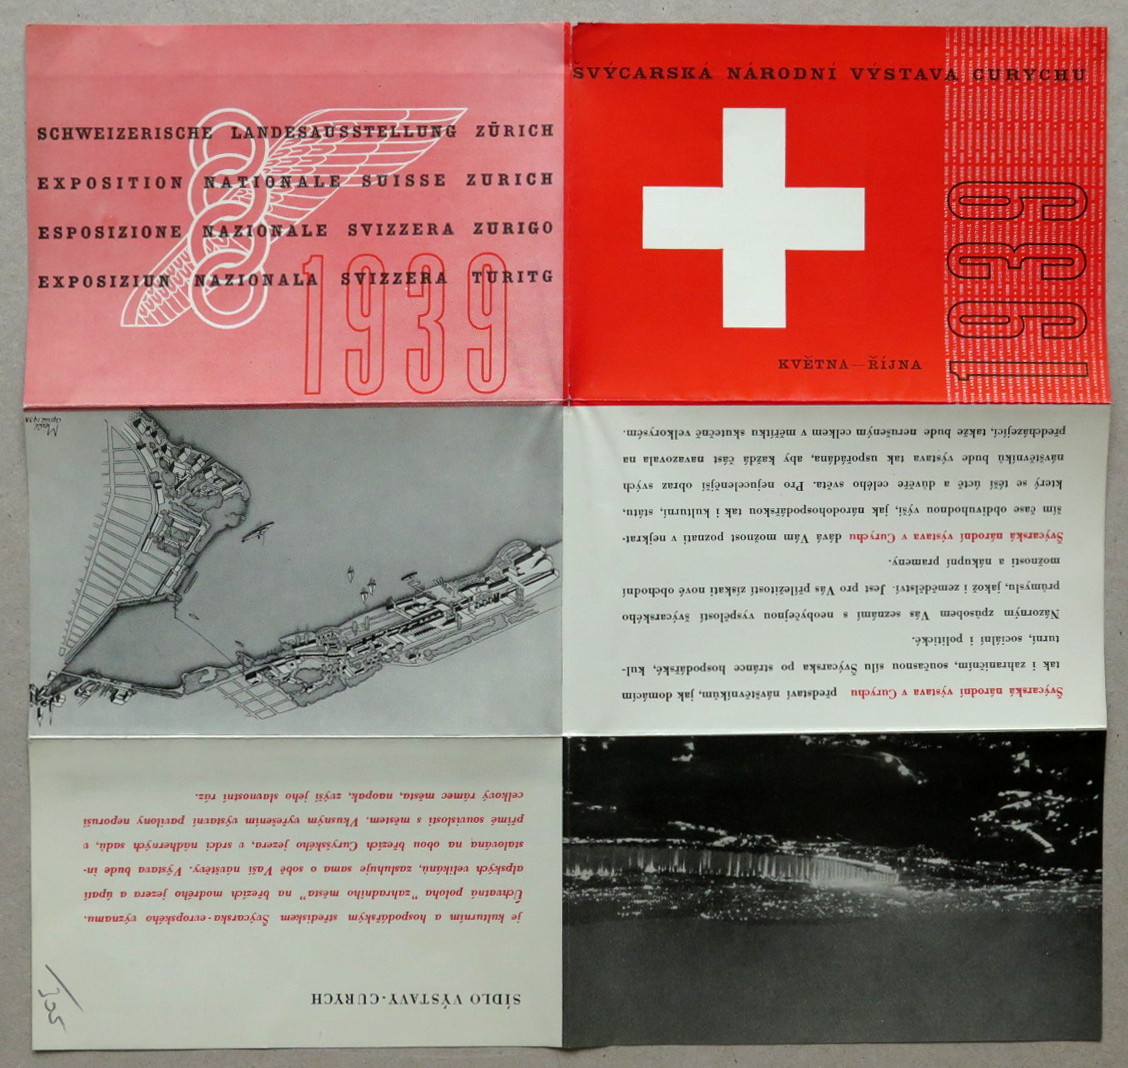 SCHWEIZERISCHE LANDESAUSSTELLUNG ZÜRICH
EXPOSITION NATIONALE SUISSE ZURICH
ESPOSIZIONE NAZIONALE SVIZZERA ZURIGO
EXPOSIZIUN NAZIONALA SVIZZERA TURITG
1939
ŠVÝCARSKÁ NÁRODNÍ VÝSTAVA CURYCHU
1939
KVĚTNA—ŘÍJNA
Švýcarská národní výstava v Curychu představí návštěvníkům, jak domácím
tak i zahraničním, současnou sílu Švýcarska po stránce hospodářské, kul-
turní, sociální i politické.
Názorným způsobem Vás seznámí s neobyčejnou vyspělostí švýcarského
průmyslu, jakož i zemědělství. Jest pro Vás příležitostí získati nové obchodní
možnosti a nákupní prameny.
Švýcarská národní výstava v Curychu dává Vám možnost poznati v nejkrat-
ším čase obdivuhodnou výši, jak národohospodářskou tak i kulturní, státu,
který se těší úctě a důvěře celého světa. Pro nejucelenější obraz svých
návštěvníků bude výstava tak uspořádána, aby každá část navazovala na
předcházející, takže bude nerušeným celkem v měřítku skutečně velkorysém.
SÍDLO VÝSTAVY-CURYCH
je kulturním a hospodářským střediskem Švýcarska-evropského významu.
Úchvatná poloha "zahradního města" na březích modrého jezera a úpatí
alpských velikánů, zasluhuje sama o sobě Vaší návštěvy. Výstava bude in-
stalována na obou březích Curyšského jezera, v srdci nádherných sadů, v
přímé souvislosti s městem. Vkusným vyřešením výstavní pavilony neporuší
celkový rámec města, naopak, zvýší jeho slavnostní ráz.